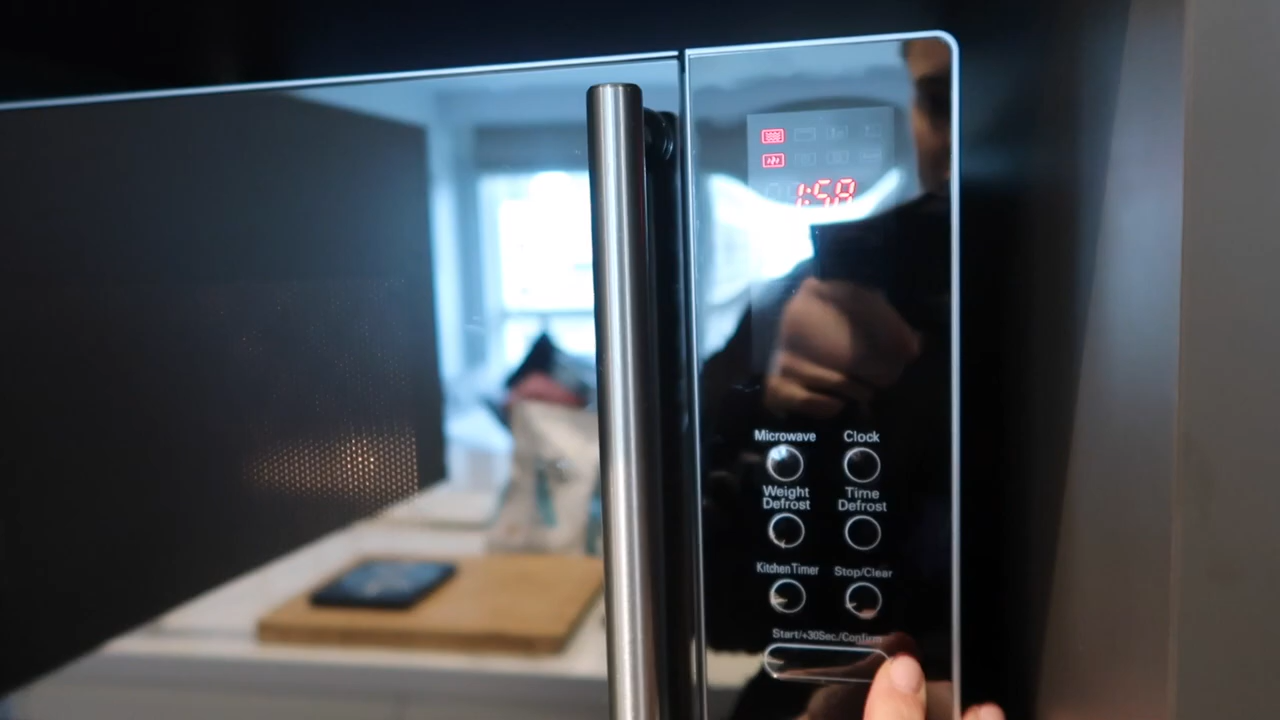 1:58
Microwave Clock
Weight Time
Defrost Defrost
Kitchen Timer Stop/Clear
Start/+30Sec./Confirm